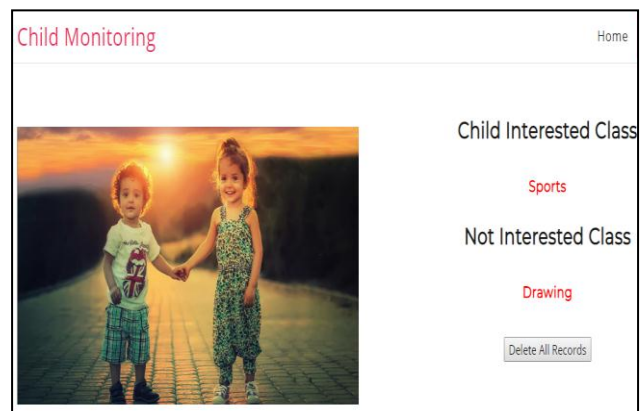 Child Monitoring
Home
Child Interested Class
Sports
Not Interested Class
Drawing
Delete All Records